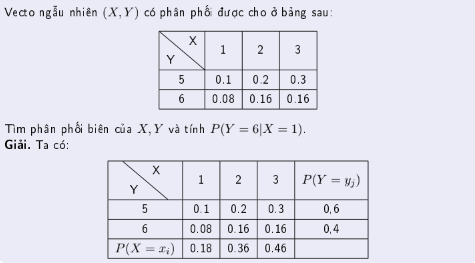 Vectơ ngẫu nhiên (X, Y) có phân phối được cho ở bảng sau:
X
Y
1 2 3
5 0.1 0.2 0.3
6 0.08 0.16 0.16
Tìm phân phối biên của X, Y và tính P(Y = 6|X = 1).
Giải. Ta có:
X
Y
1 2 3 P(Y = y_j)
5 0.1 0.2 0.3 0,6
6 0.08 0.16 0.16 0,4
P(X = x_i) 0.18 0.36 0.46